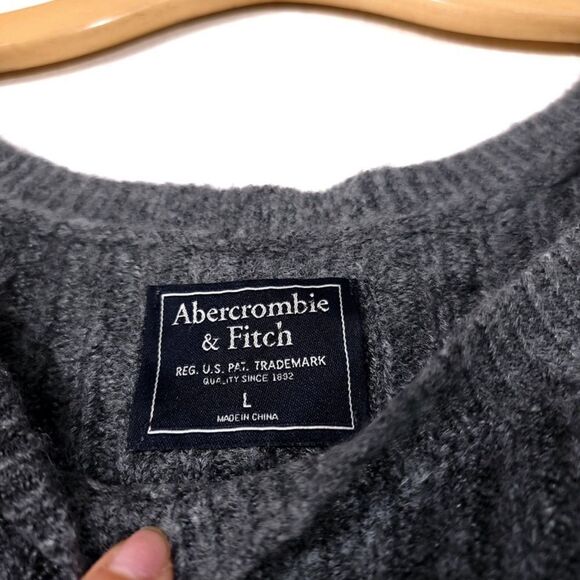 Abercrombie
& Fitch
REG. U.S. PAT. TRADEMARK
QUALITY SINCE 1892
L
MADE IN CHINA